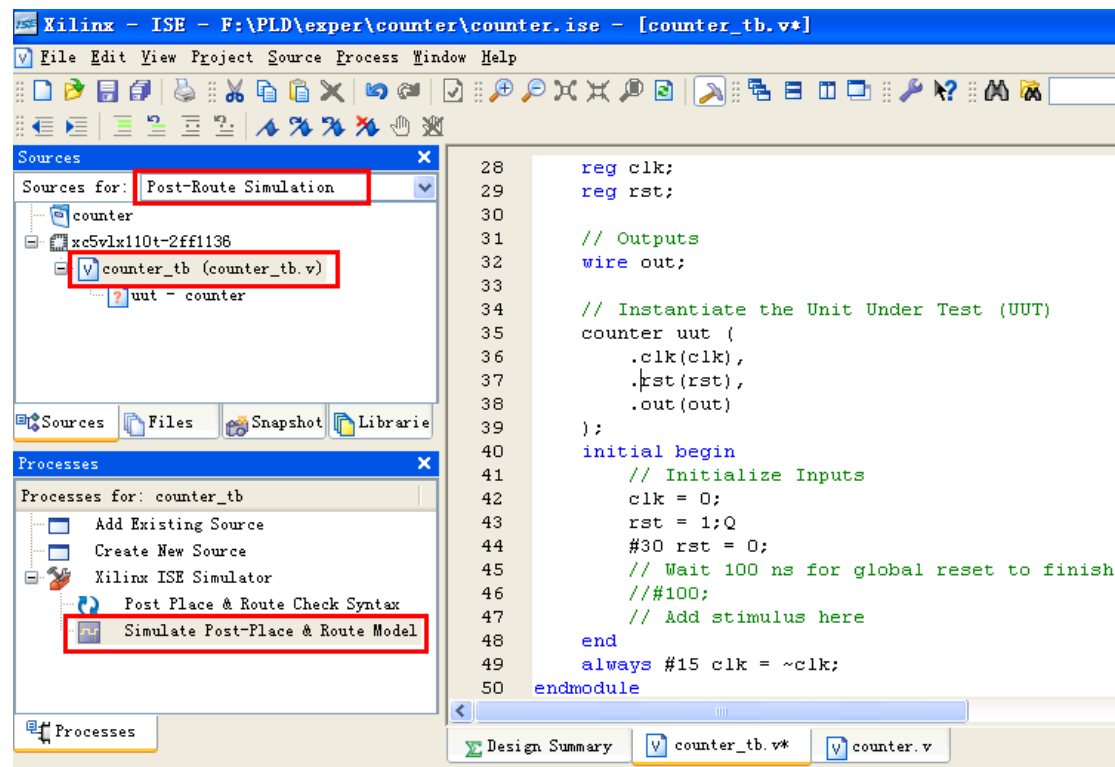 Xilinx - ISE - F:\PLD\exper\counter\counter.ise - [counter_tb.v*]
File Edit View Project Source Process Window Help
Sources
Sources for: Post-Route Simulation
counter
xc5vlx110t-2ff1136
counter_tb (counter_tb.v)
uut - counter
Sources Files Snapshot Librarie
Processes
Processes for: counter_tb
Add Existing Source
Create New Source
Xilinx ISE Simulator
Post Place & Route Check Syntax
Simulate Post-Place & Route Model
Processes
28 reg clk;
29 reg rst;
30
31 // Outputs
32 wire out;
33
34 // Instantiate the Unit Under Test (UUT)
35 counter uut (
36 .clk(clk),
37 .rst(rst),
38 .out(out)
39 );
40 initial begin
41 // Initialize Inputs
42 clk = 0;
43 rst = 1;Q
44 #30 rst = 0;
45 // Wait 100 ns for global reset to finish
46 //#100;
47 // Add stimulus here
48 end
49 always #15 clk = ~clk;
50 endmodule
Design Summary counter_tb.v* counter.v